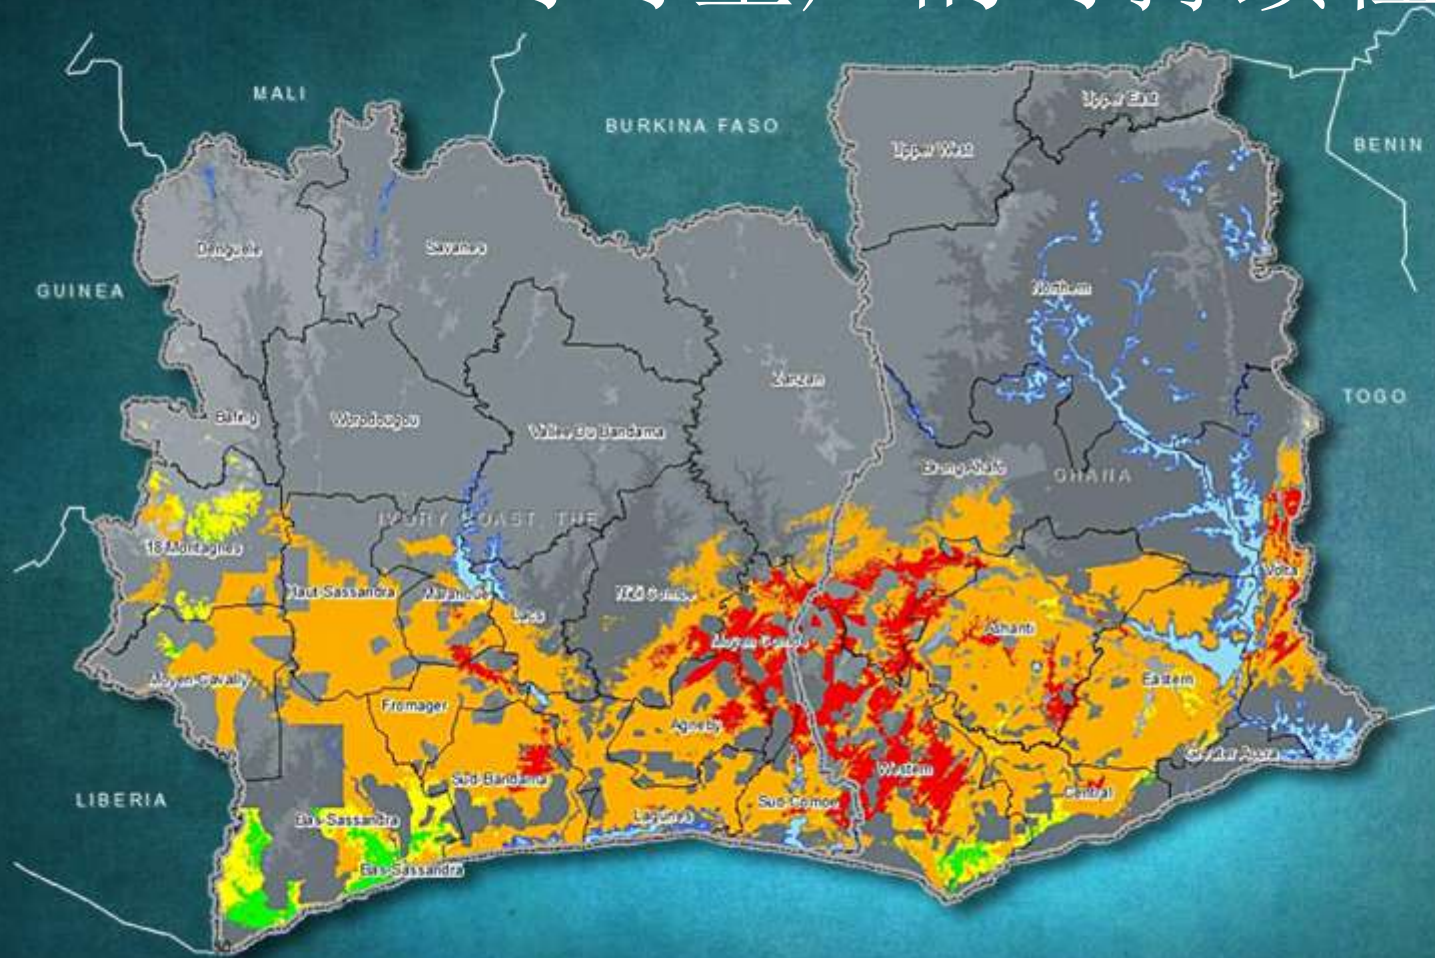 MALI
BURKINA FASO
BENIN
GUINEA
TOGO
LIBERIA
Upper East
Upper West
Denguele
Savanes
Northern
Zanzan
Bafing
Worodougou
Vallee Du Bandama
Brong Ahafo
GHANA
IVORY COAST, THE
18 Montagnes
Haut Sassandra
Marahoue
Lacs
N'Zi Comoe
Volta
Ashanti
Moyen Cavally
Eastern
Fromager
Agneby
Greater Accra
Western
Sud Bandama
Central
Sud Comoe
Bas-Sassandra
Lagunes
Bas-Sassandra